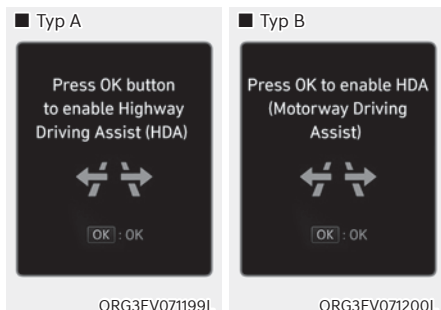 ■ Typ A
Press OK button
to enable Highway
Driving Assist (HDA)
OK : OK
ORG3EV071199L
■ Typ B
Press OK to enable HDA
(Motorway Driving
Assist)
OK : OK
ORG3EV071200L